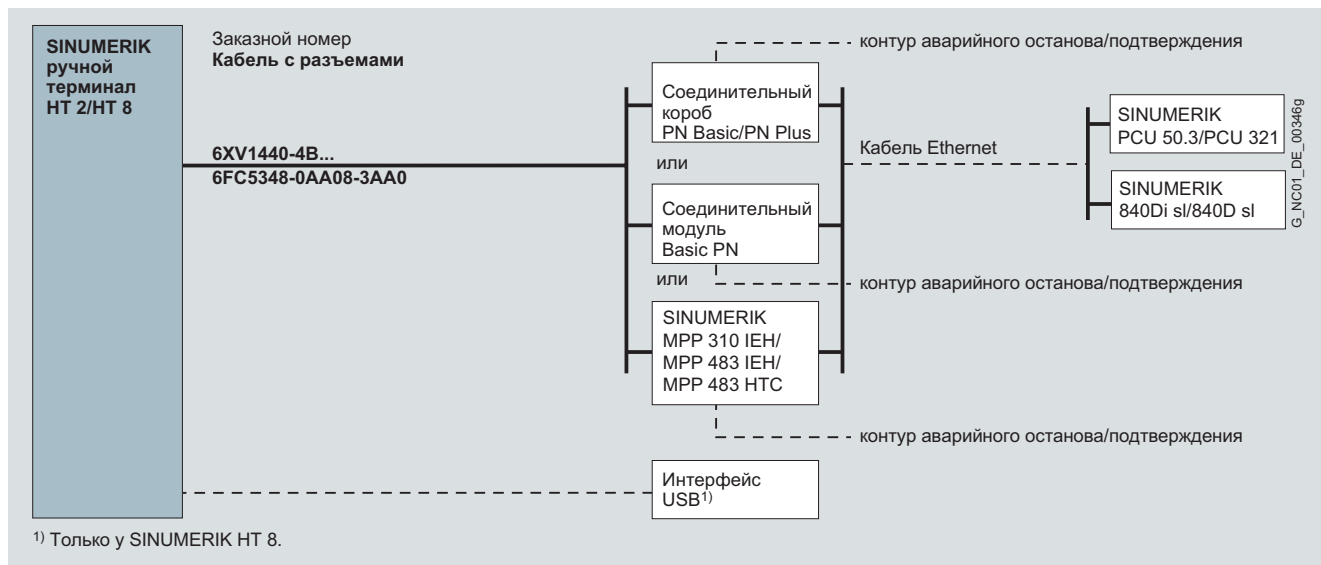 SINUMERIK
ручной
терминал
HT 2/HT 8
Заказной номер
Кабель с разъемами
6XV1440-4B...
6FC5348-0AA08-3AA0
контур аварийного останова/подтверждения
Соединительный
короб
PN Basic/PN Plus
или
Соединительный
модуль
Basic PN
или
контур аварийного останова/подтверждения
SINUMERIK
MPP 310 IEH/
MPP 483 IEH/
MPP 483 HTC
контур аварийного останова/подтверждения
Интерфейс
USB1)
Кабель Ethernet
SINUMERIK
PCU 50.3/PCU 321
SINUMERIK
840Di sl/840D sl
G_NC01_DE_00346g
1) Только у SINUMERIK HT 8.